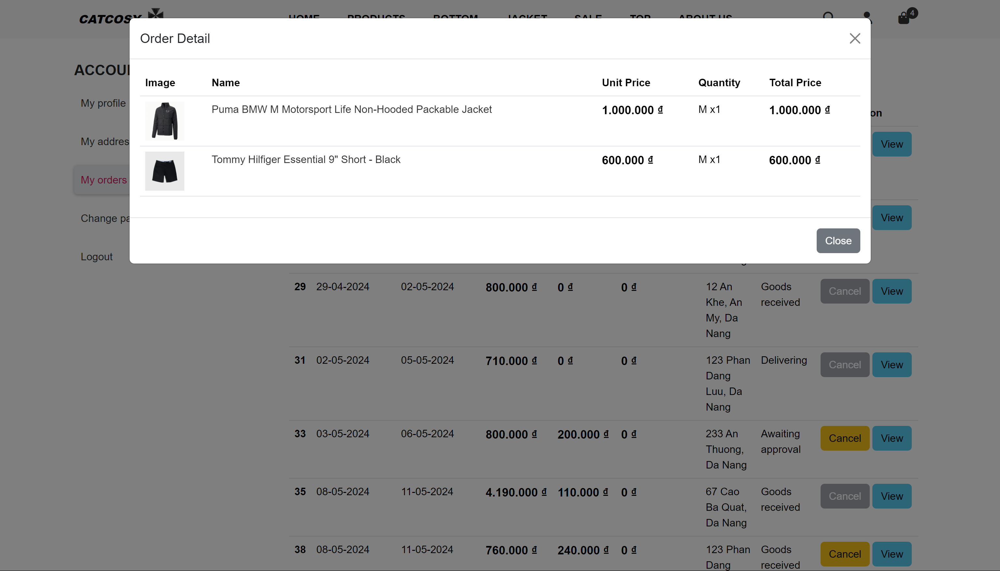 CATCOSY HOME PRODUCTS BOTTOM JACKET SALE TOP ABOUT US 4
Order Detail
Image Name Unit Price Quantity Total Price
Puma BMW M Motorsport Life Non-Hooded Packable Jacket 1.000.000 ₫ M x1 1.000.000 ₫
Tommy Hilfiger Essential 9" Short - Black 600.000 ₫ M x1 600.000 ₫
Close
ACCOU
My profile
My addres
My orders
Change pa
Logout
on
View
View
29 29-04-2024 02-05-2024 800.000 ₫ 0 ₫ 0 ₫ 12 An Goods Cancel View
Khe, An received
My, Da
Nang
31 02-05-2024 05-05-2024 710.000 ₫ 0 ₫ 0 ₫ 123 Phan Delivering Cancel View
Dang
Luu, Da
Nang
33 03-05-2024 06-05-2024 800.000 ₫ 200.000 ₫ 0 ₫ 233 An Awaiting Cancel View
Thuong, approval
Da Nang
35 08-05-2024 11-05-2024 4.190.000 ₫ 110.000 ₫ 0 ₫ 67 Cao Goods Cancel View
Ba Quat, received
Da Nang
38 08-05-2024 11-05-2024 760.000 ₫ 240.000 ₫ 0 ₫ 123 Phan Goods Cancel View
Dang received